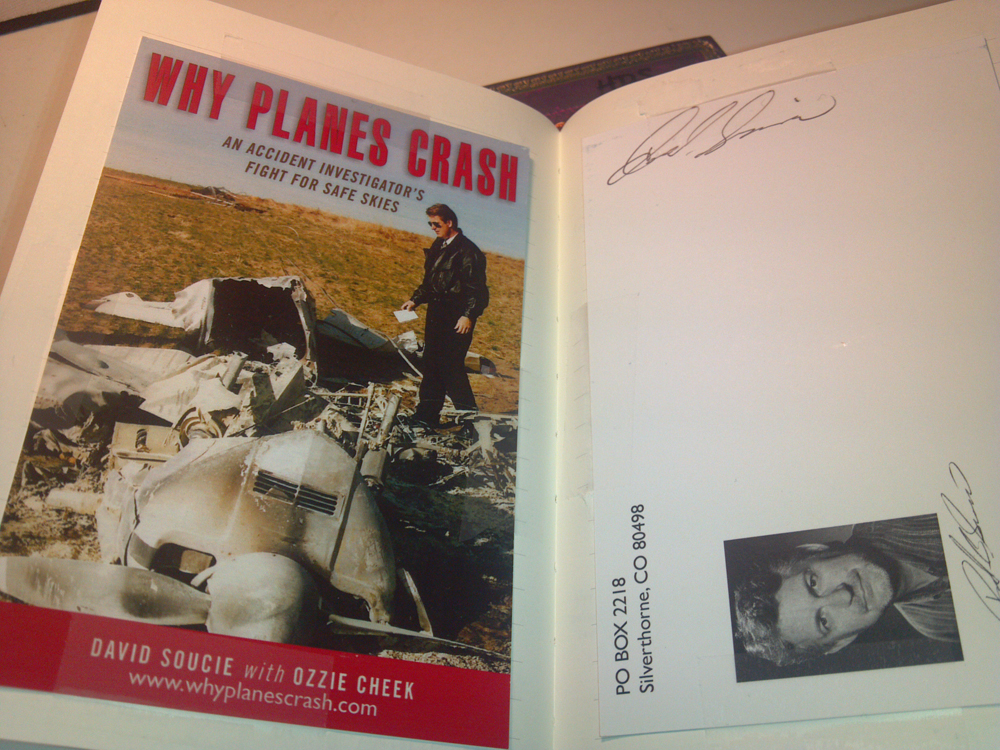 WHY PLANES CRASH
AN ACCIDENT INVESTIGATOR'S
FIGHT FOR SAFE SKIES
DAVID SOUCIE with OZZIE CHEEK
www.whyplanescrash.com
PO BOX 2218
Silverthorne, CO 80498